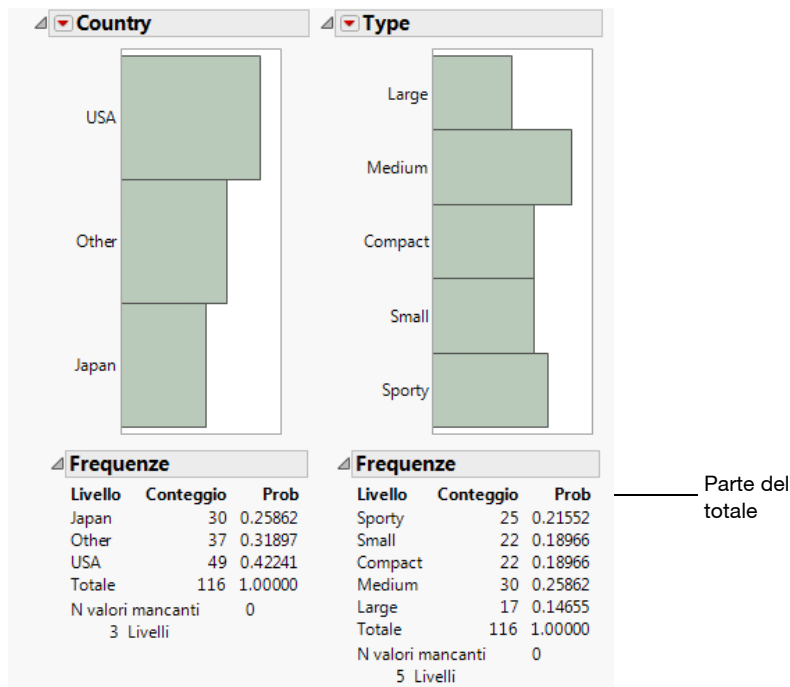 Country
USA
Other
Japan
Frequenze
Livello Conteggio Prob
Japan 30 0.25862
Other 37 0.31897
USA 49 0.42241
Totale 116 1.00000
N valori mancanti 0
3 Livelli
Type
Large
Medium
Compact
Small
Sporty
Frequenze
Livello Conteggio Prob
Sporty 25 0.21552
Small 22 0.18966
Compact 22 0.18966
Medium 30 0.25862
Large 17 0.14655
Totale 116 1.00000
N valori mancanti 0
5 Livelli
Parte del
totale